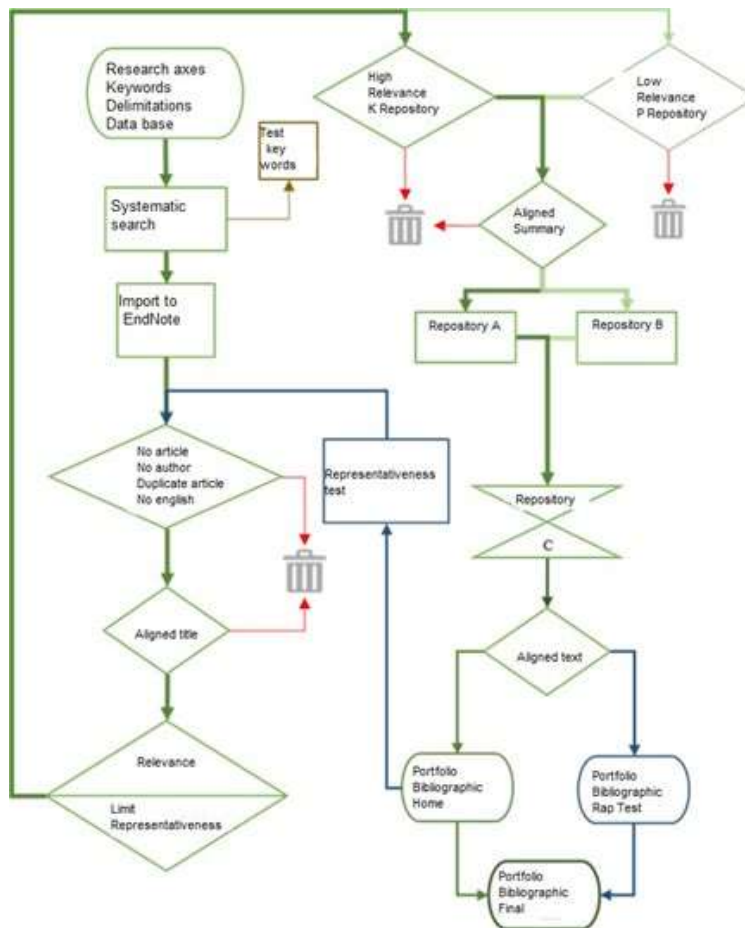 Research axes
Keywords
Delimitations
Data base
Test
key
words
Systematic
search
Import to
EndNote
No article
No author
Duplicate article
No english
Aligned title
Relevance
Limit
Representativeness
High
Relevance
K Repository
Low
Relevance
P Repository
Aligned
Summary
Repository A
Repository B
Representativeness
test
Repository
C
Aligned text
Portfolio
Bibliographic
Home
Portfolio
Bibliographic
Rap Test
Portfolio
Bibliographic
Final